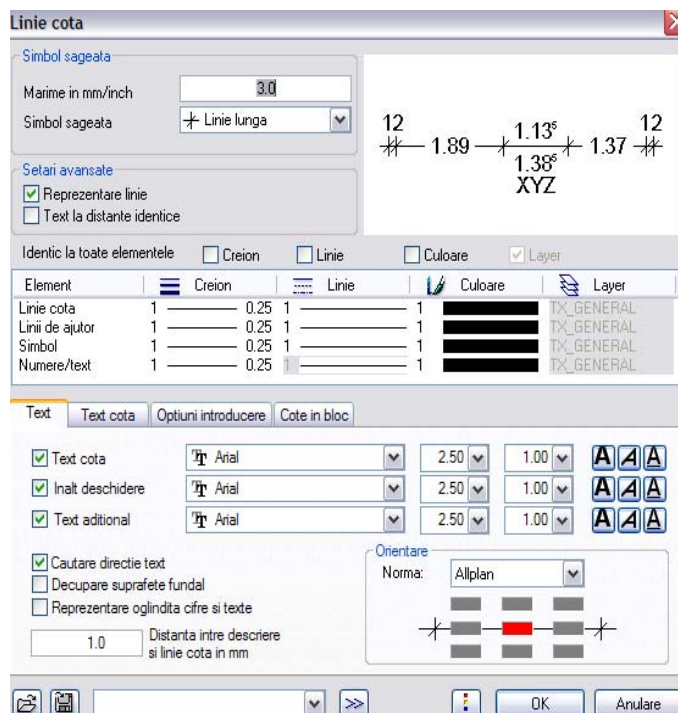 Linie cota
Simbol sageata
Marime in mm/inch 3.0
Simbol sageata Linie lunga
12 1.89 1.13⁵ 1.37 12
1.38⁶
XYZ
Setari avansate
Reprezentare linie
Text la distante identice
Identic la toate elementele Creion Linie Culoare Layer
Element Creion Linie Culoare Layer
Linie cota 1 0.25 1 1 TX_GENERAL
Linii de ajutor 1 0.25 1 1 TX_GENERAL
Simbol 1 0.25 1 1 TX_GENERAL
Numere/text 1 0.25 1 1 TX_GENERAL
Text Text cota Optiuni introducere Cote in bloc
Text cota Arial 2.50 1.00 A A A
Inalt deschidere Arial 2.50 1.00 A A A
Text aditional Arial 2.50 1.00 A A A
Cautare directie text
Decupare suprafete fundal
Reprezentare oglindita cifre si texte
1.0 Distanta intre descriere
si linie cota in mm
Orientare
Norma: Allplan
>> OK Anulare